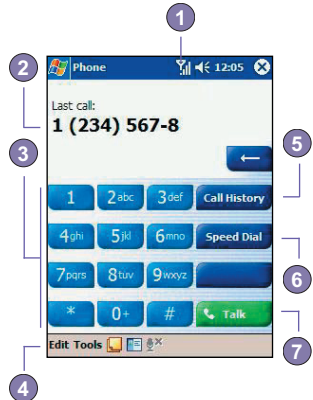 1
2
Phone 12:05
Last call:
1 (234) 567-8
3
5
1 2abc 3def Call History
4ghi 5jkl 6mno Speed Dial
6
7pqrs 8tuv 9wxyz
* 0+ # Talk
7
Edit Tools
4